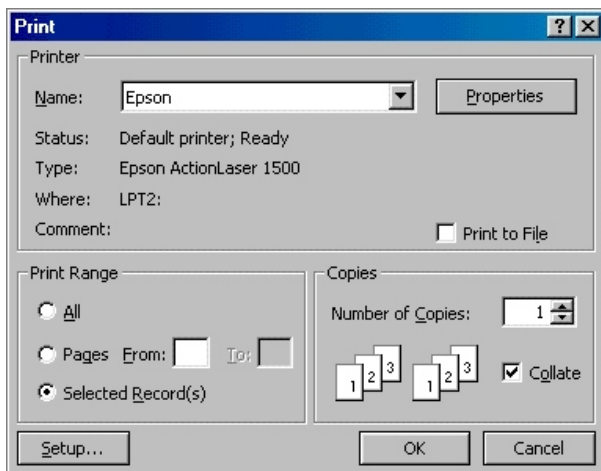 Print
Printer
Name: Epson Properties
Status: Default printer; Ready
Type: Epson ActionLaser 1500
Where: LPT2:
Comment:
Print to File
Print Range
All
Pages From: To:
Selected Record(s)
Copies
Number of Copies: 1
1 2 3 1 2 3 Collate
Setup... OK Cancel